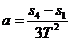 a = (s₄ − s₁) / 3T²